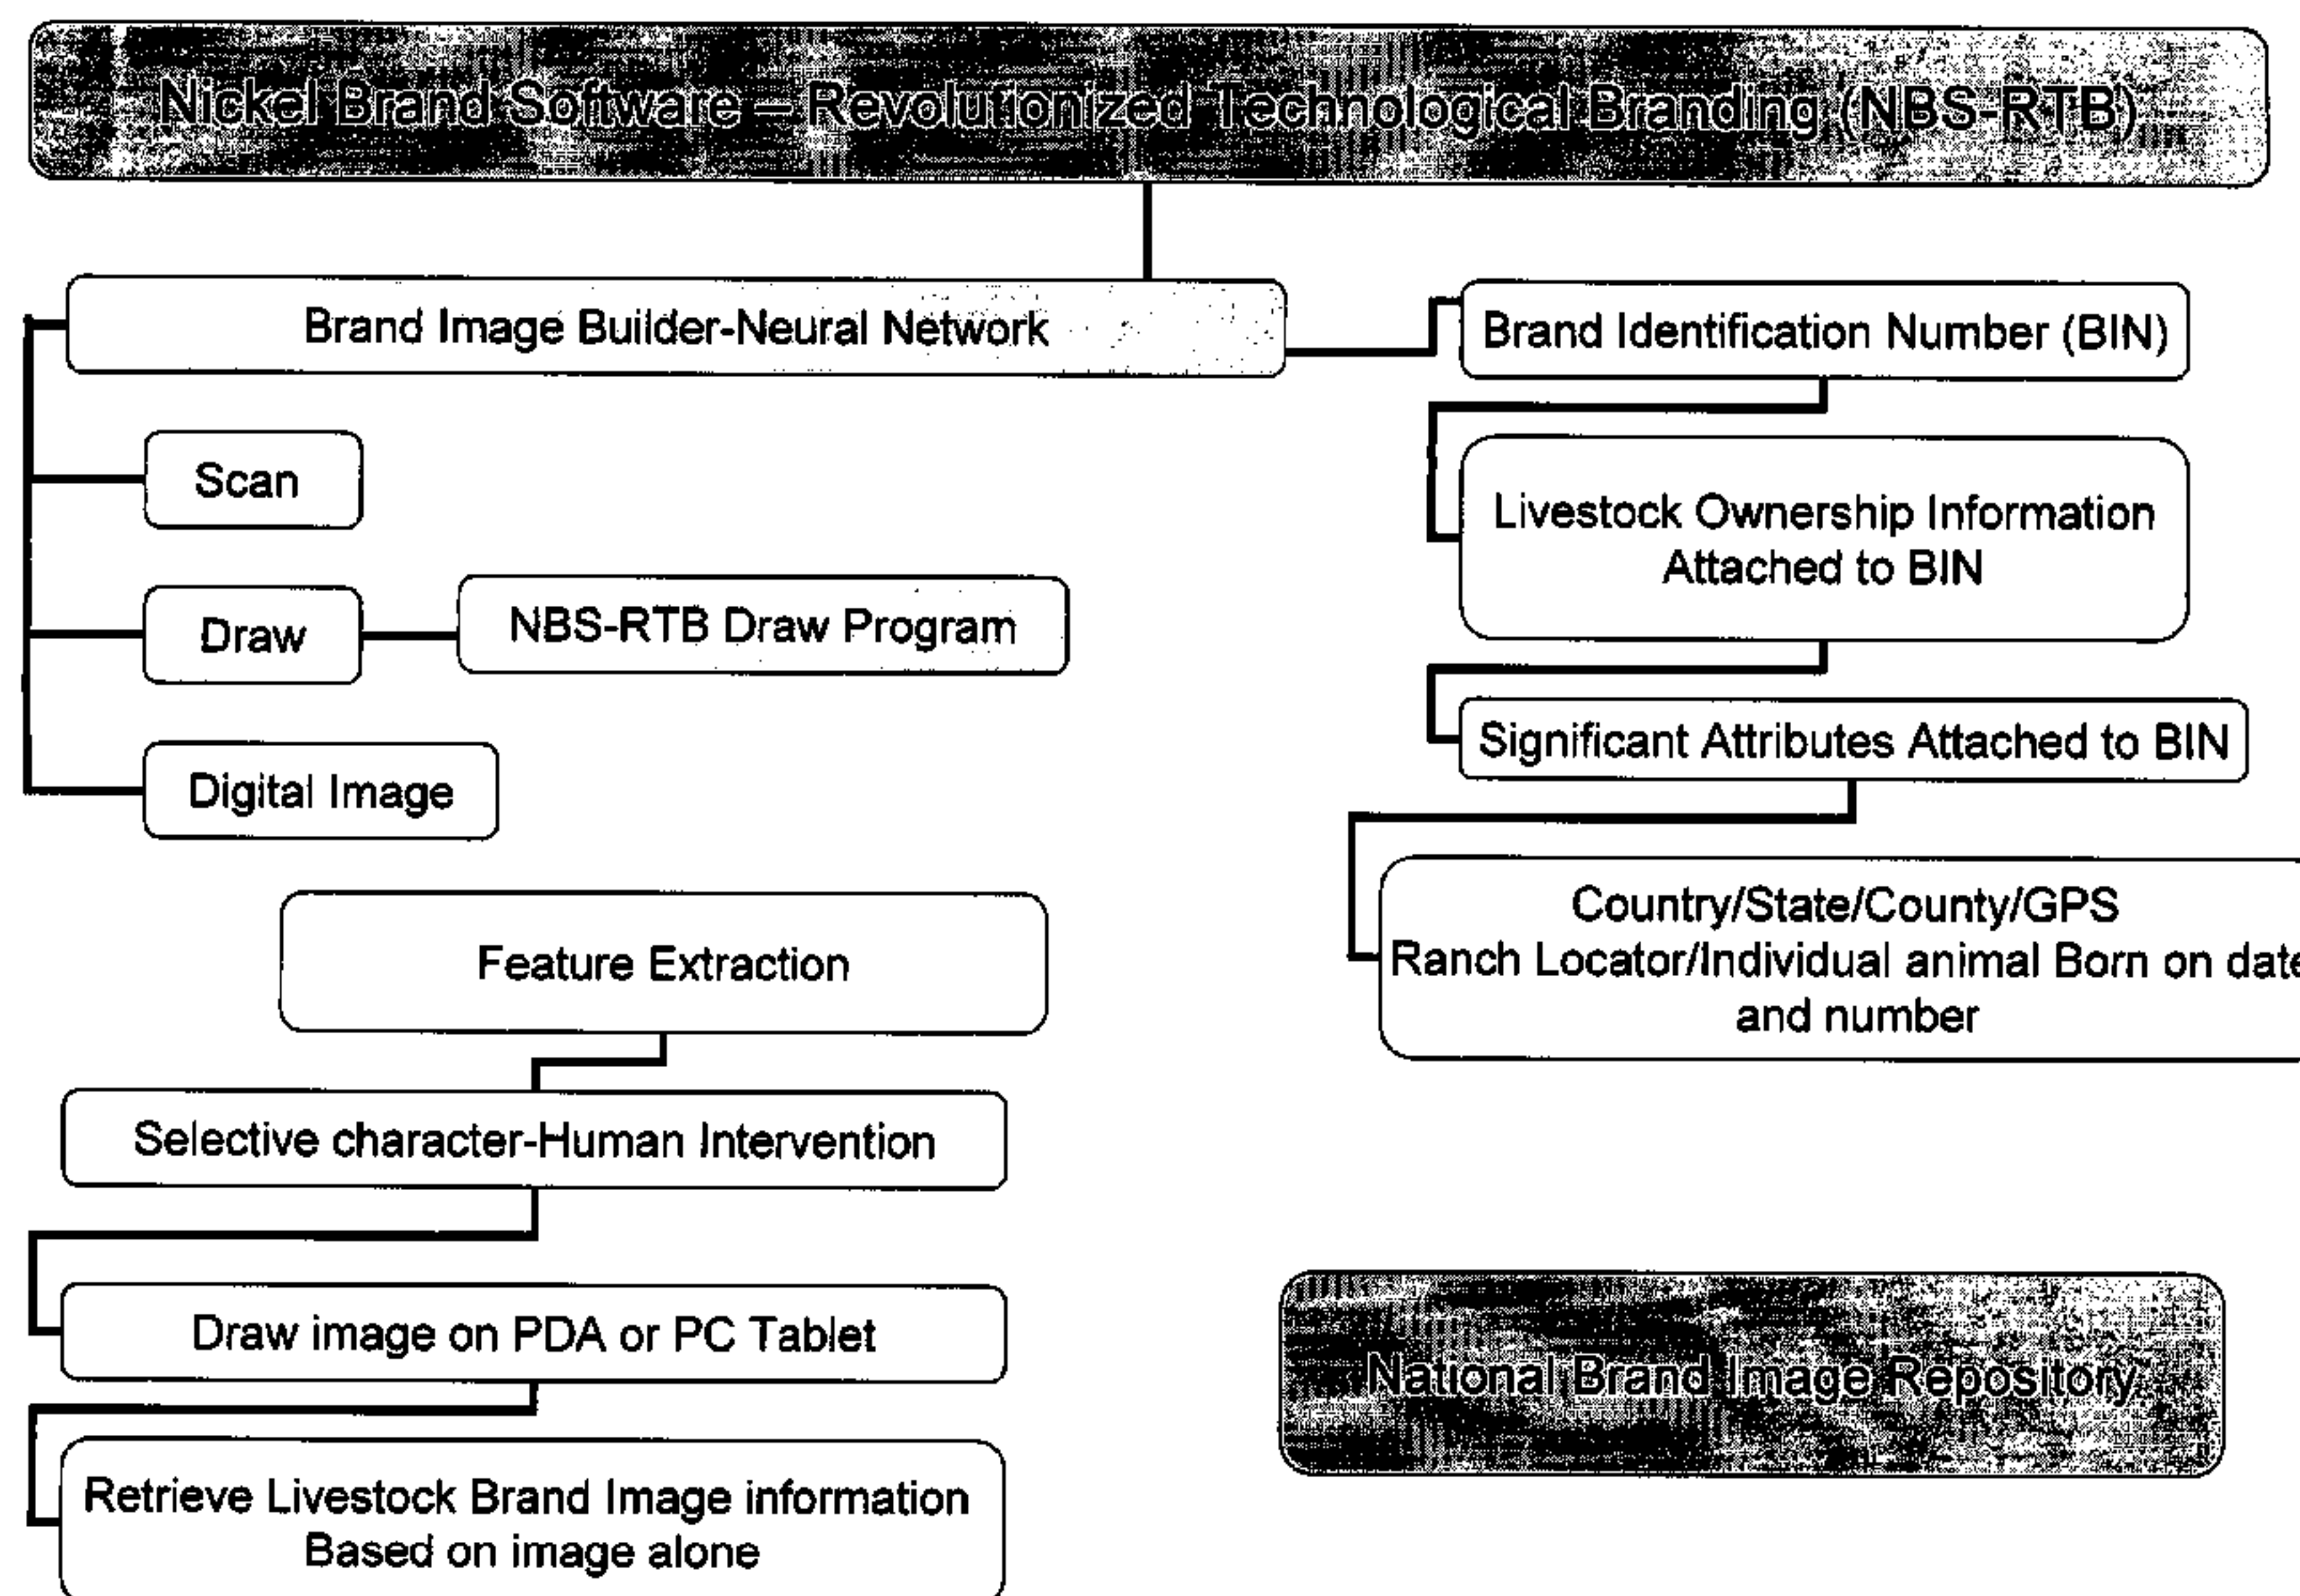 Nickel Brand Software – Revolutionized Technological Branding (NBS-RTB)
Brand Image Builder-Neural Network
Scan
Draw
NBS-RTB Draw Program
Digital Image
Brand Identification Number (BIN)
Livestock Ownership Information
Attached to BIN
Significant Attributes Attached to BIN
Country/State/County/GPS
Ranch Locator/Individual animal Born on date
and number
Feature Extraction
Selective character-Human Intervention
Draw image on PDA or PC Tablet
Retrieve Livestock Brand Image information
Based on image alone
National Brand Image Repository